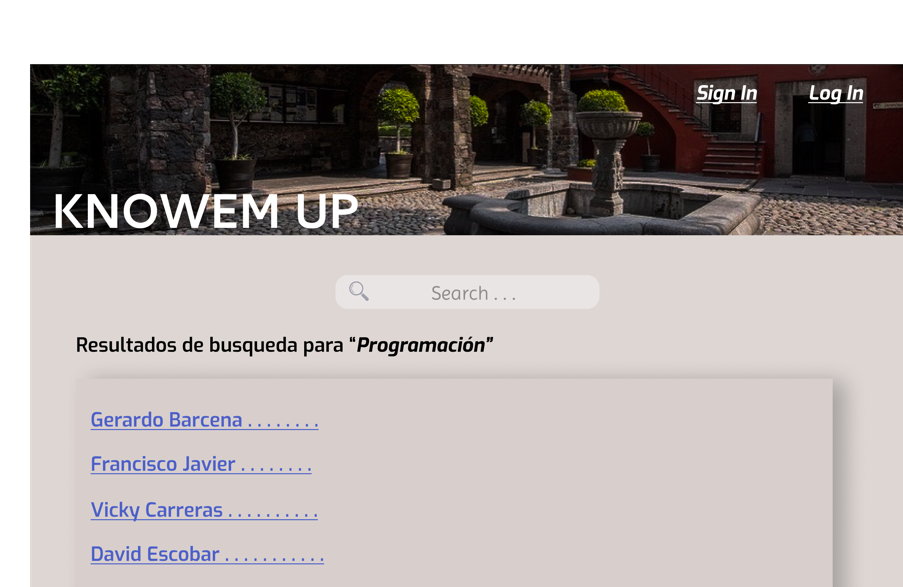 Sign In
Log In
KNOWEM UP
Search . . .
Resultados de busqueda para “Programación”
Gerardo Barcena . . . . . . . .
Francisco Javier . . . . . . . .
Vicky Carreras . . . . . . . . . .
David Escobar . . . . . . . . . . .